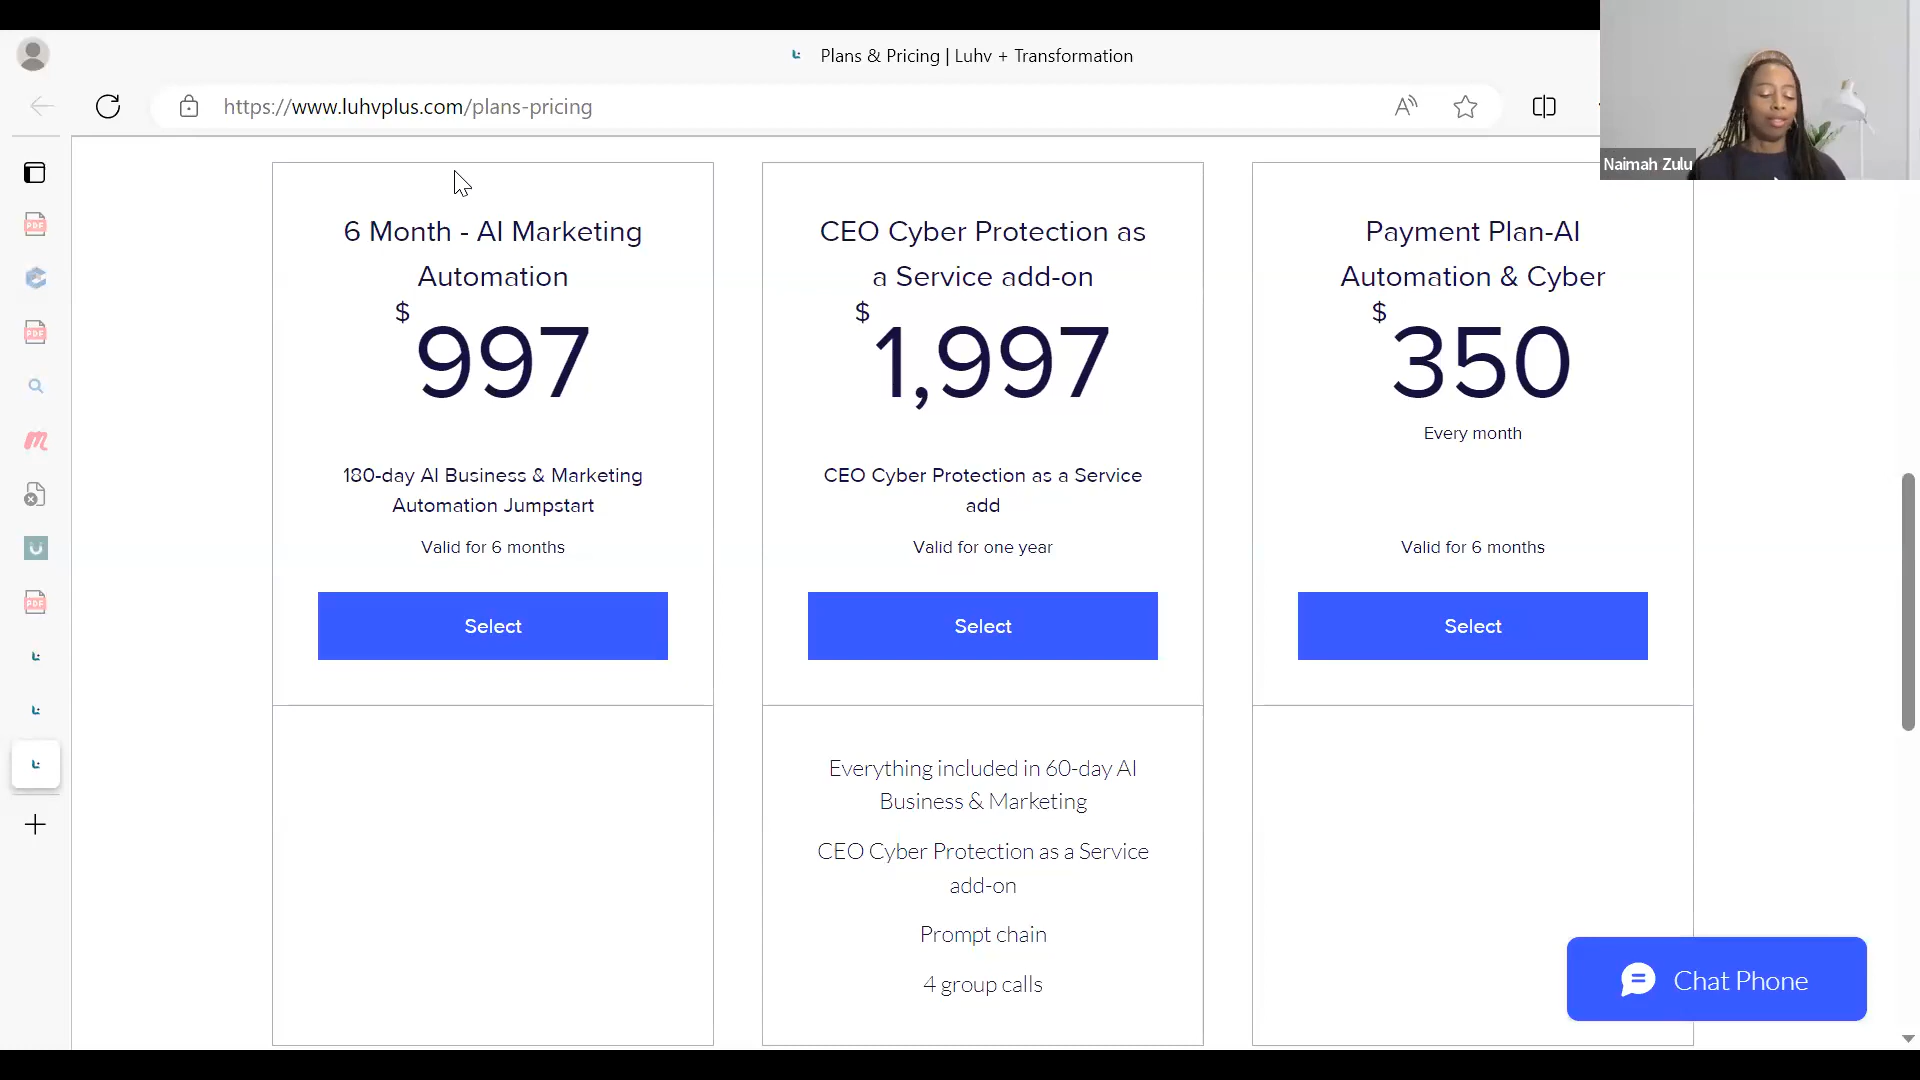 Plans & Pricing | Luhv + Transformation
https://www.luhvplus.com/plans-pricing
Naimah Zulu
6 Month - AI Marketing
Automation
$
997
180-day AI Business & Marketing
Automation Jumpstart
Valid for 6 months
Select
CEO Cyber Protection as
a Service add-on
$
1,997
CEO Cyber Protection as a Service
add
Valid for one year
Select
Everything included in 60-day AI
Business & Marketing
CEO Cyber Protection as a Service
add-on
Prompt chain
4 group calls
Payment Plan-AI
Automation & Cyber
$
350
Every month
Valid for 6 months
Select
Chat Phone
PDF
PDF
PDF